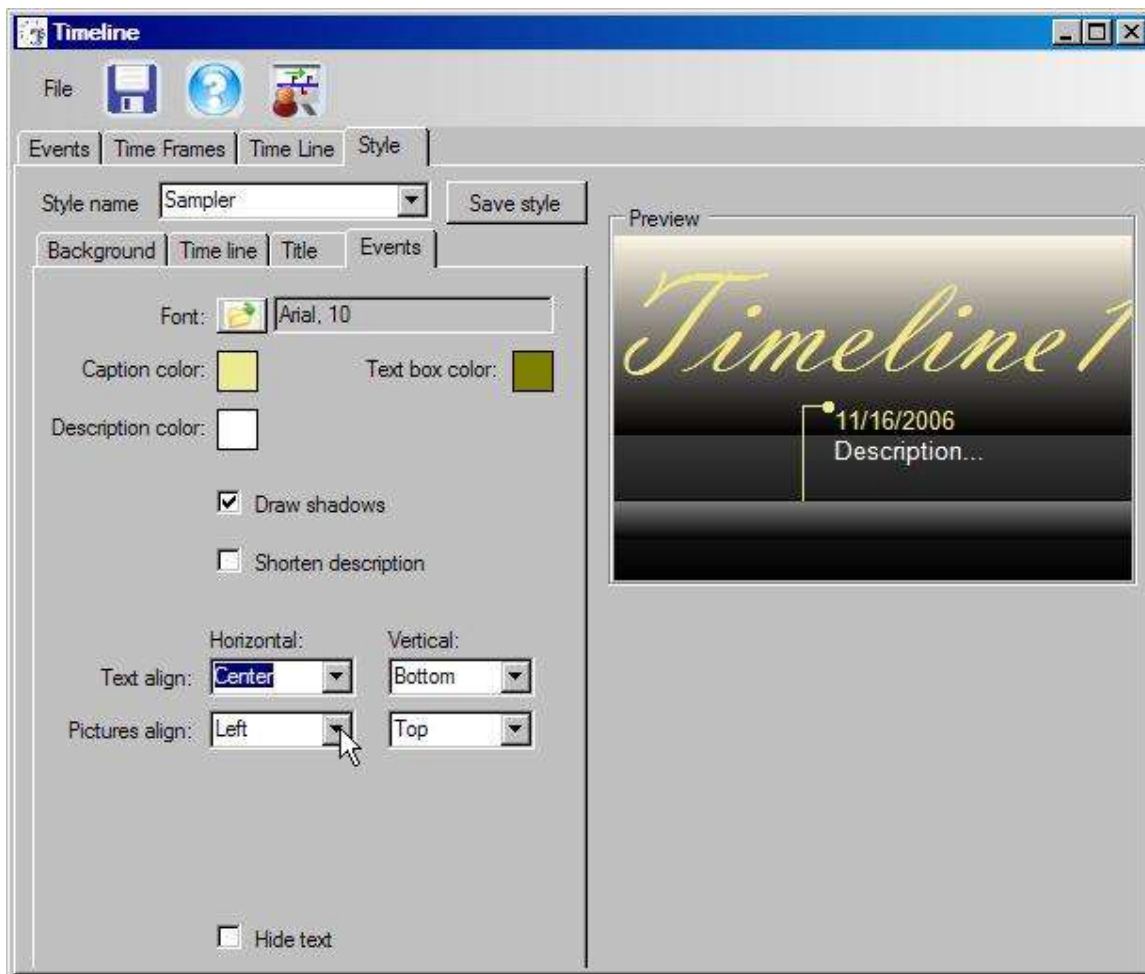 Timeline
File
Events Time Frames Time Line Style
Style name Sampler Save style
Background Time line Title Events
Font: Arial, 10
Caption color: Text box color:
Description color:
Draw shadows
Shorten description
Horizontal: Vertical:
Text align: Center Bottom
Pictures align: Left Top
Hide text
Preview
Timeline1
11/16/2006
Description...